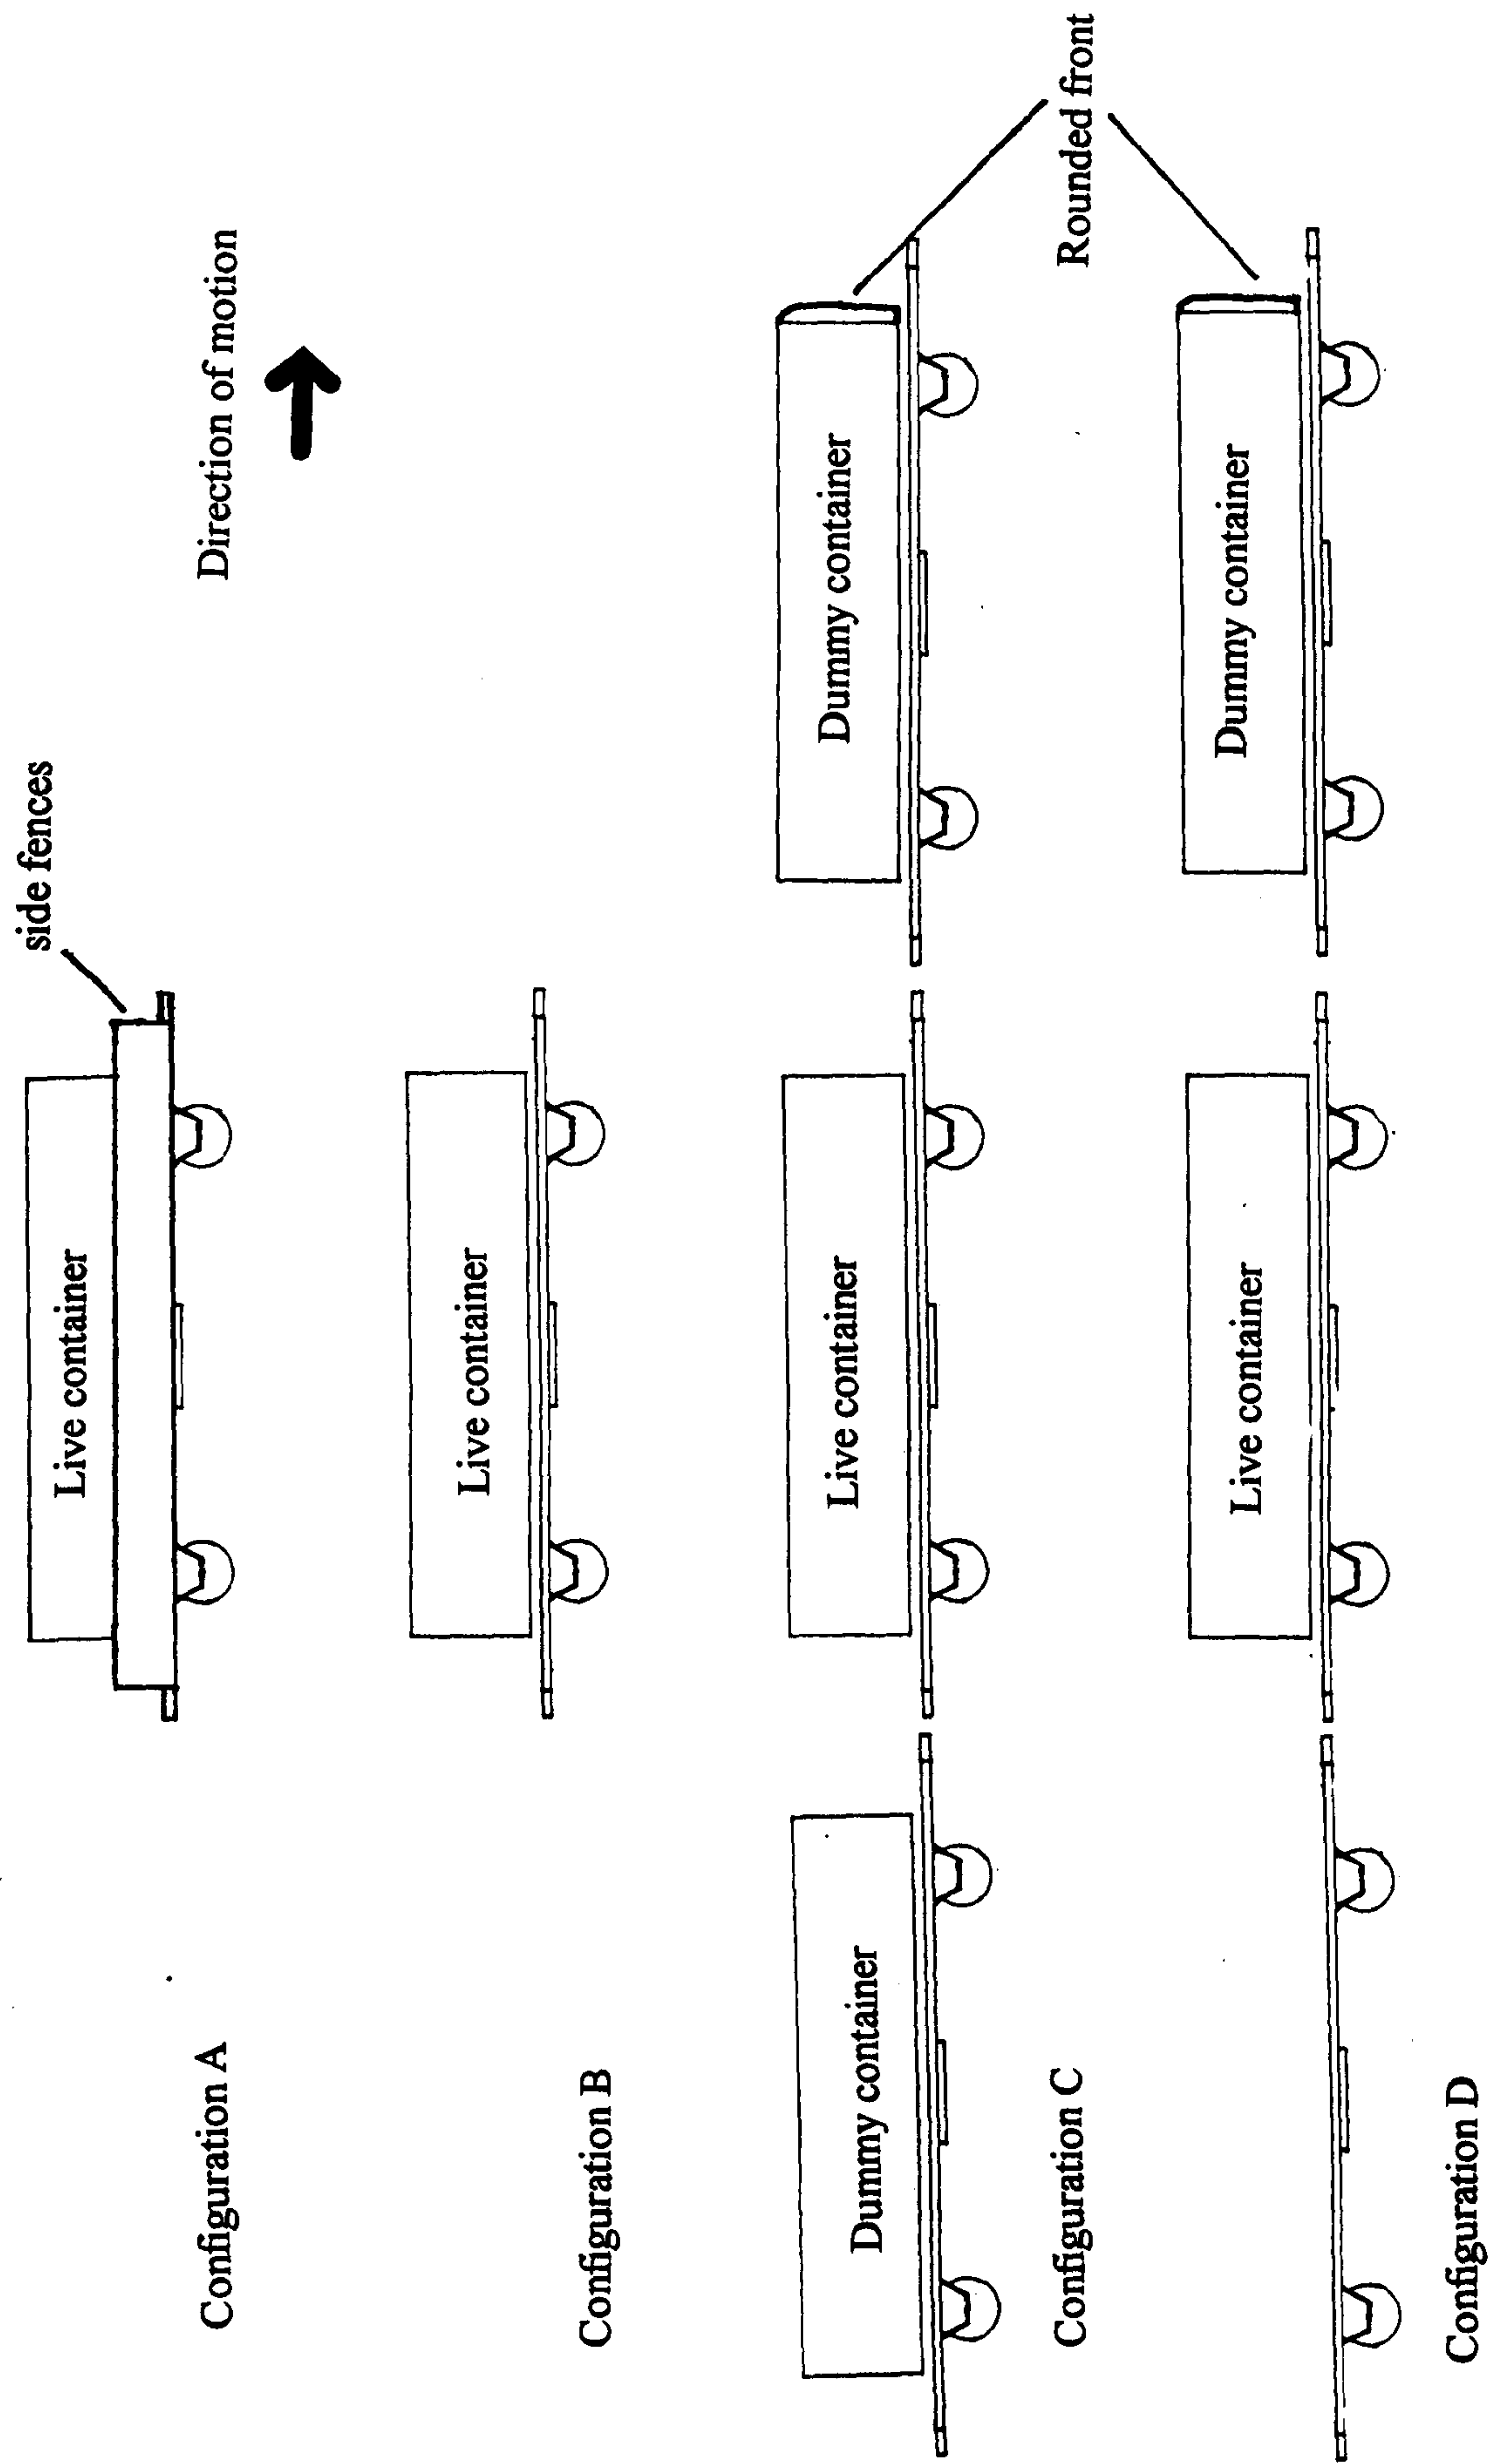 side fences
Live container
Direction of motion
Configuration A
Live container
Configuration B
Dummy container
Live container
Dummy container
Configuration C
Rounded front
Live container
Dummy container
Configuration D